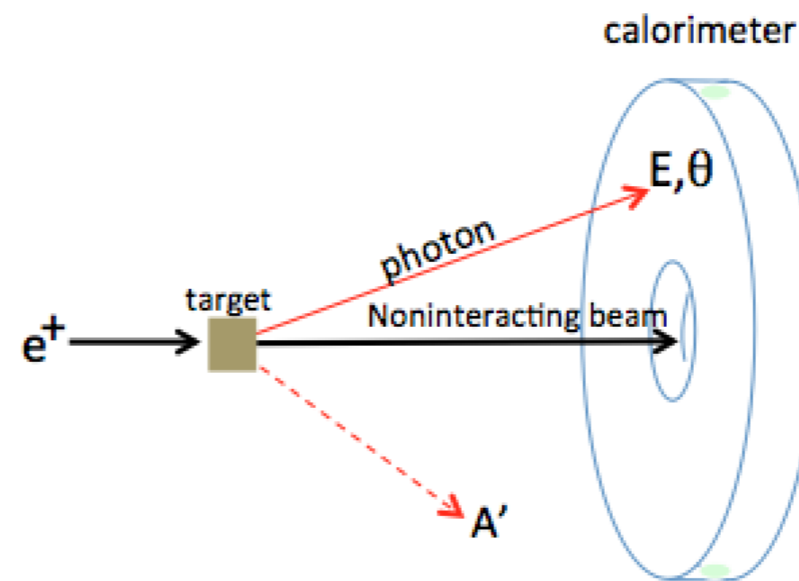 calorimeter
E,θ
photon
target
Noninteracting beam
e⁺
A’